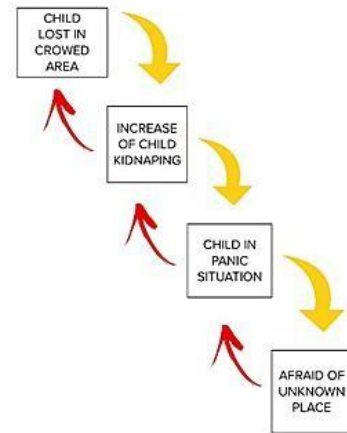 CHILD
LOST IN
CROWED
AREA
INCREASE
OF CHILD
KIDNAPING
CHILD IN
PANIC
SITUATION
AFRAID OF
UNKNOWN
PLACE